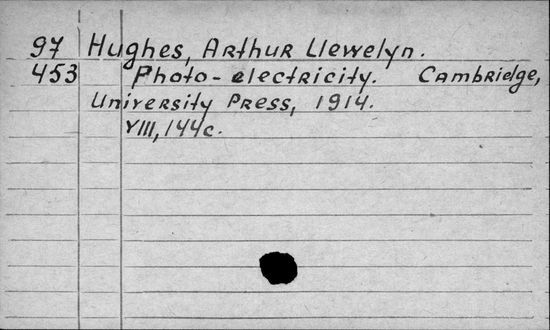 97 Hughes, Arthur Llewelyn.
453 Photo-electricity. Cambridge,
University Press, 1914.
VIII, 144c.